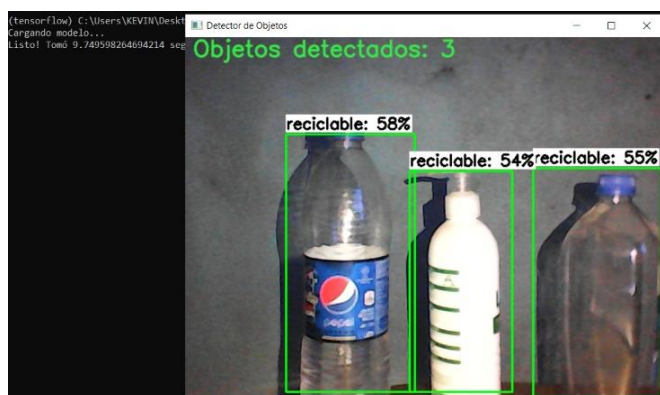 (tensorflow) C:\Users\KEVIN\Deskt
Cargando modelo...
Listo! Tomó 9.749598264694214 seg
Detector de Objetos
Objetos detectados: 3
reciclable: 58%
reciclable: 54%
reciclable: 55%
pepsi